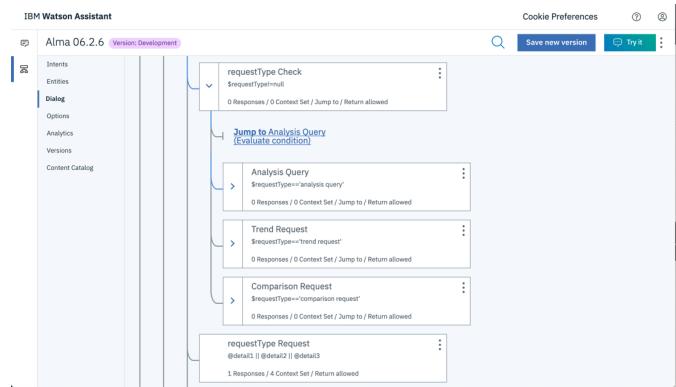 IBM Watson Assistant
Cookie Preferences
Alma 06.2.6
Version: Development
Save new version
Try it
Intents
Entities
Dialog
Options
Analytics
Versions
Content Catalog
requestType Check
$requestType!=null
0 Responses / 0 Context Set / Jump to / Return allowed
Jump to Analysis Query
(Evaluate condition)
Analysis Query
$requestType=='analysis query'
0 Responses / 0 Context Set / Jump to / Return allowed
Trend Request
$requestType=='trend request'
0 Responses / 0 Context Set / Jump to / Return allowed
Comparison Request
$requestType=='comparison request'
0 Responses / 0 Context Set / Jump to / Return allowed
requestType Request
@detail1 || @detail2 || @detail3
1 Responses / 4 Context Set / Return allowed